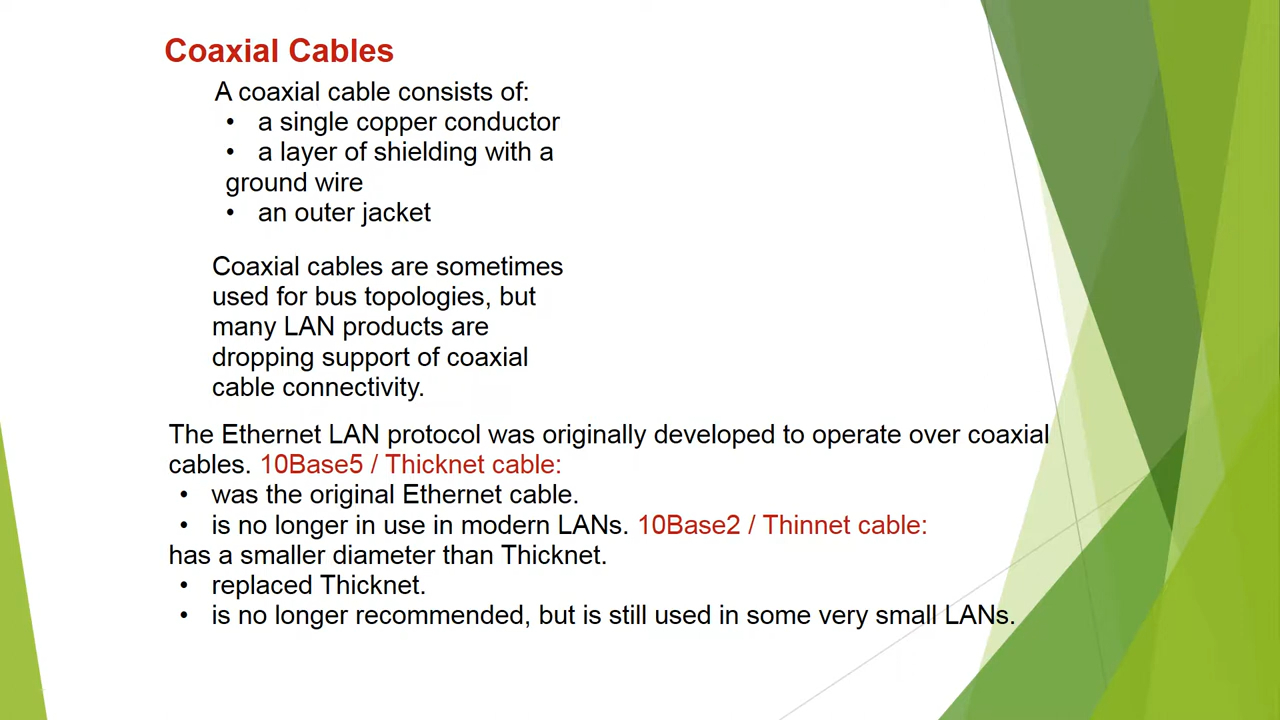 Coaxial Cables
A coaxial cable consists of:
• a single copper conductor
• a layer of shielding with a
ground wire
• an outer jacket
Coaxial cables are sometimes
used for bus topologies, but
many LAN products are
dropping support of coaxial
cable connectivity.
The Ethernet LAN protocol was originally developed to operate over coaxial
cables. 10Base5 / Thicknet cable:
• was the original Ethernet cable.
• is no longer in use in modern LANs. 10Base2 / Thinnet cable:
has a smaller diameter than Thicknet.
• replaced Thicknet.
• is no longer recommended, but is still used in some very small LANs.